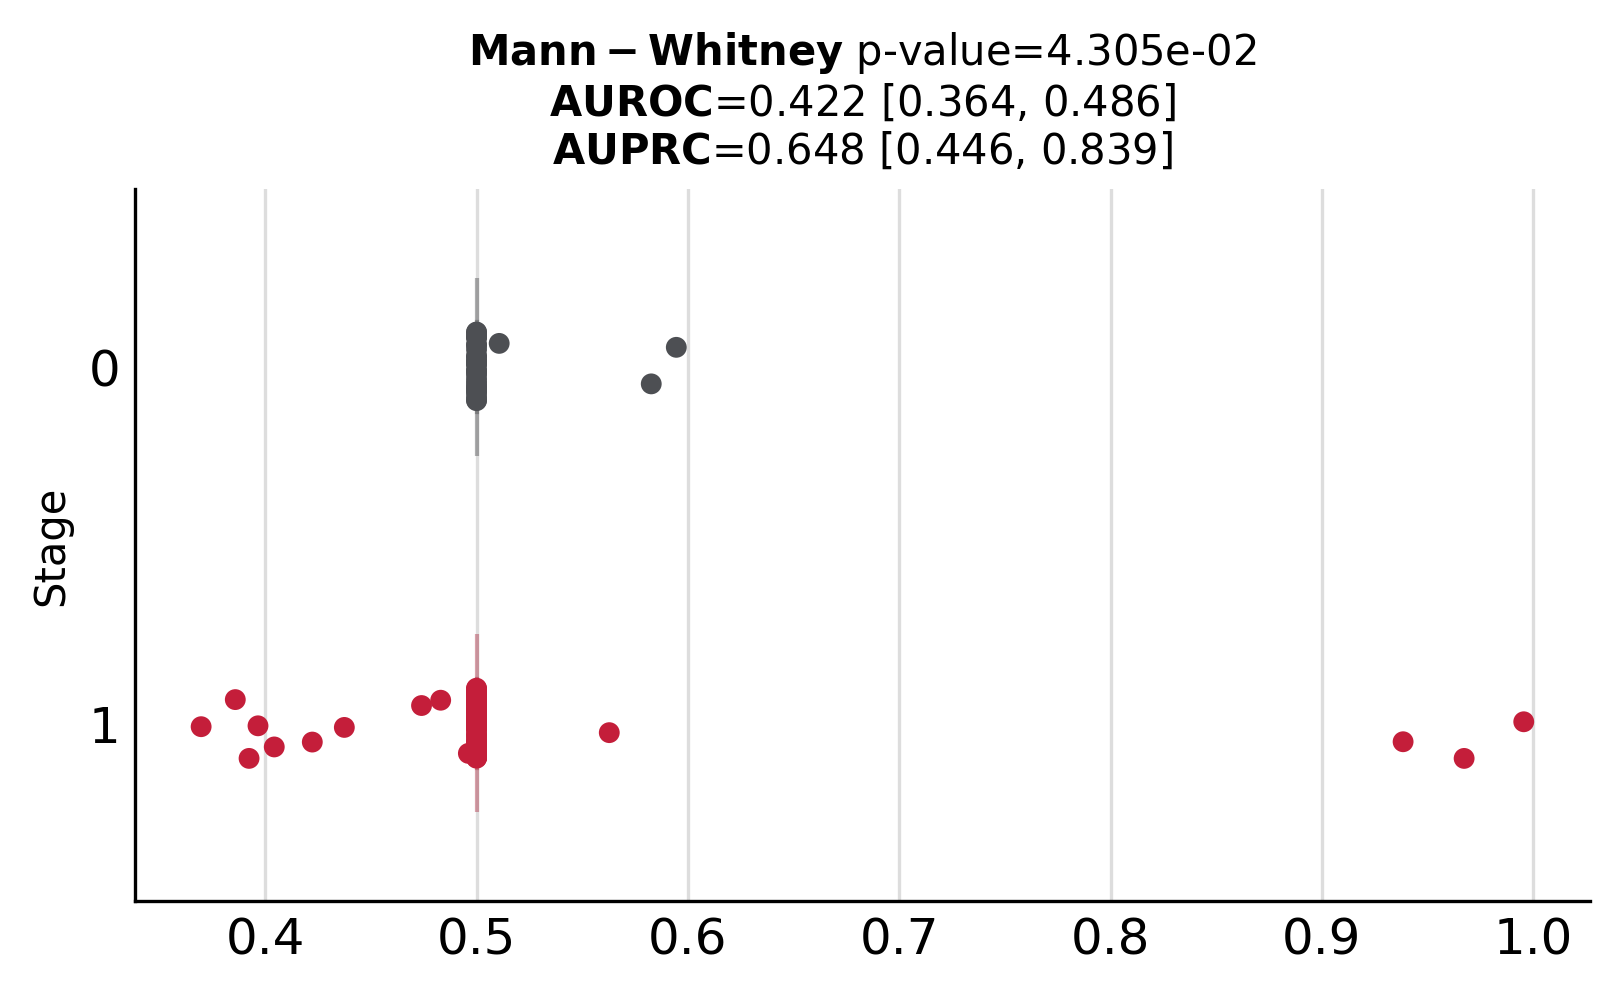 Mann − Whitney p-value=4.305e-02
AUROC=0.422 [0.364, 0.486]
AUPRC=0.648 [0.446, 0.839]
0
Stage
1
0.4 0.5 0.6 0.7 0.8 0.9 1.0